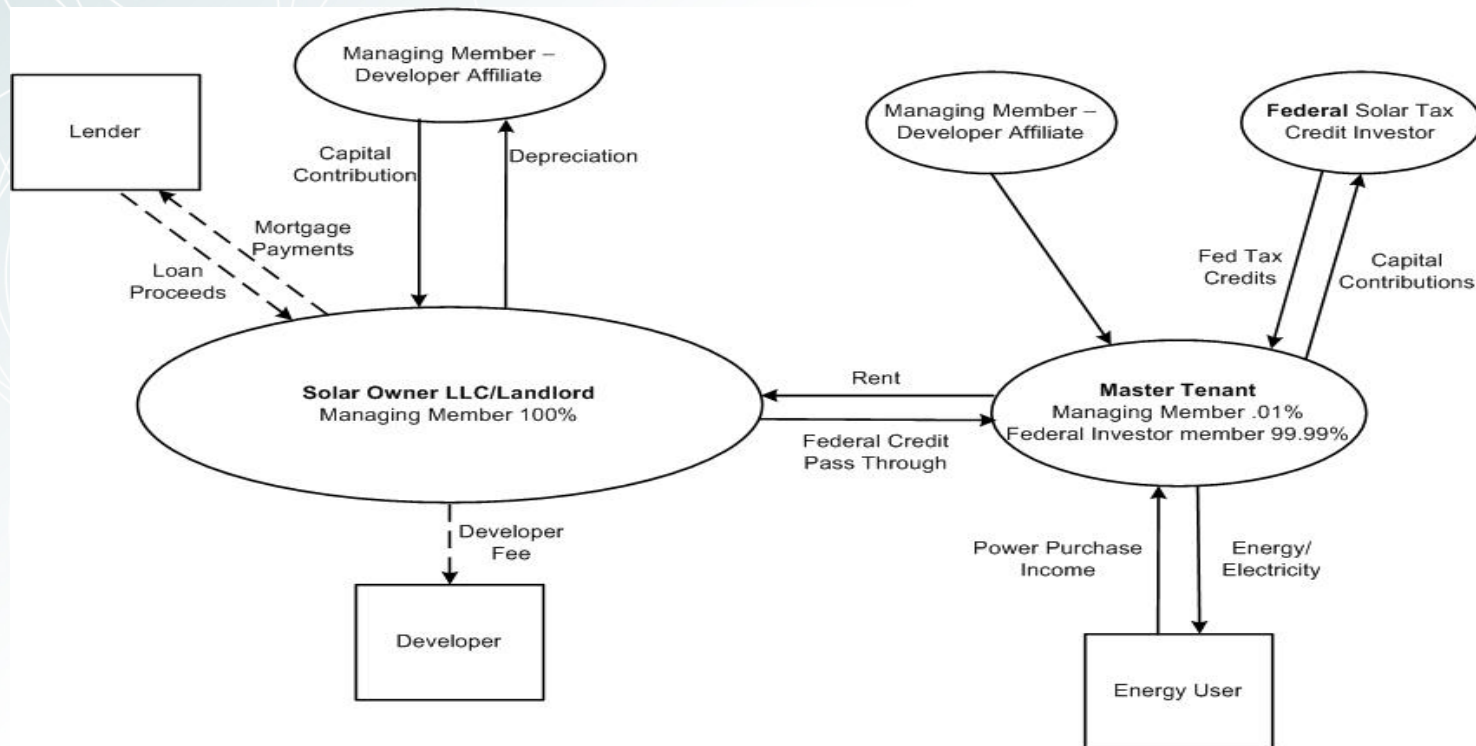 Managing Member –
Developer Affiliate
Lender
Managing Member –
Developer Affiliate
Federal Solar Tax
Credit Investor
Capital
Contribution
Depreciation
Mortgage
Payments
Loan
Proceeds
Fed Tax
Credits
Capital
Contributions
Solar Owner LLC/Landlord
Managing Member 100%
Rent
Federal Credit
Pass Through
Master Tenant
Managing Member .01%
Federal Investor member 99.99%
Developer
Fee
Power Purchase
Income
Energy/
Electricity
Developer
Energy User